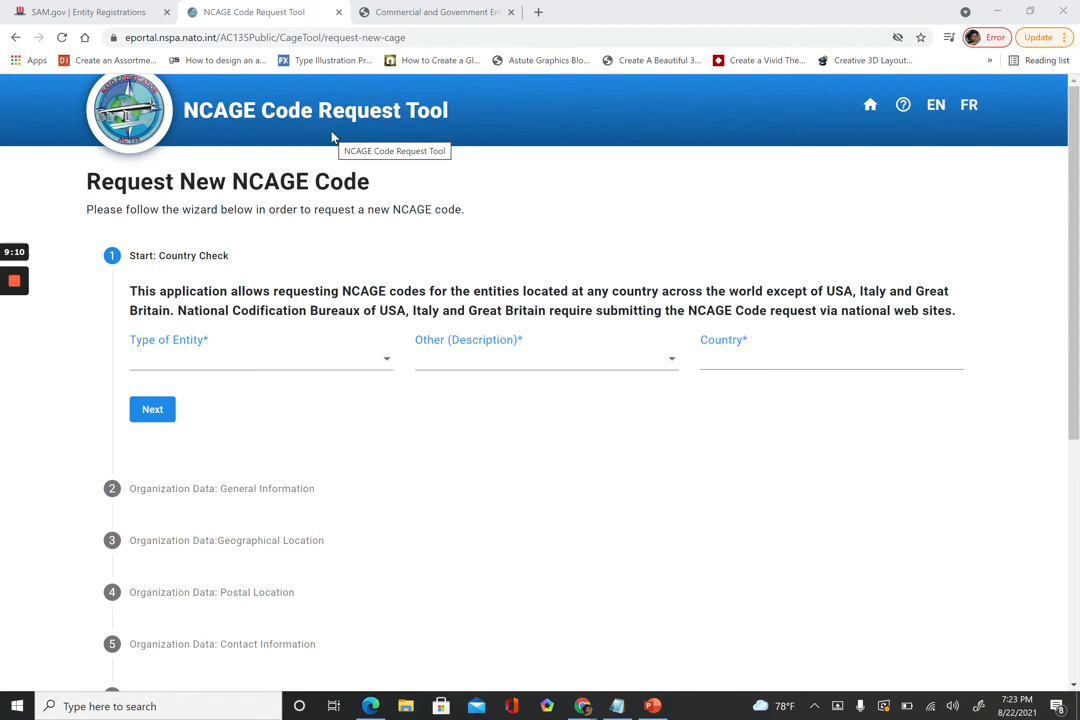 SAM.gov | Entity Registrations
NCAGE Code Request Tool
Commercial and Government En
eportal.nspa.nato.int/AC135Public/CageTool/request-new-cage
Error
Update
Apps
Create an Assortme...
How to design an a...
Type Illustration Pr...
How to Create a Gl...
Astute Graphics Blo...
Create A Beautiful 3...
Create a Vivid The...
Creative 3D Layout...
»
Reading list
NATO CODIFICATION
AC/135
NCAGE Code Request Tool
EN
FR
NCAGE Code Request Tool
Request New NCAGE Code
Please follow the wizard below in order to request a new NCAGE code.
9:10
1 Start: Country Check
This application allows requesting NCAGE codes for the entities located at any country across the world except of USA, Italy and Great
Britain. National Codification Bureaux of USA, Italy and Great Britain require submitting the NCAGE Code request via national web sites.
Type of Entity*
Other (Description)*
Country*
Next
2 Organization Data: General Information
3 Organization Data:Geographical Location
4 Organization Data: Postal Location
5 Organization Data: Contact Information
Type here to search
78°F
7:23 PM
8/22/2021
8